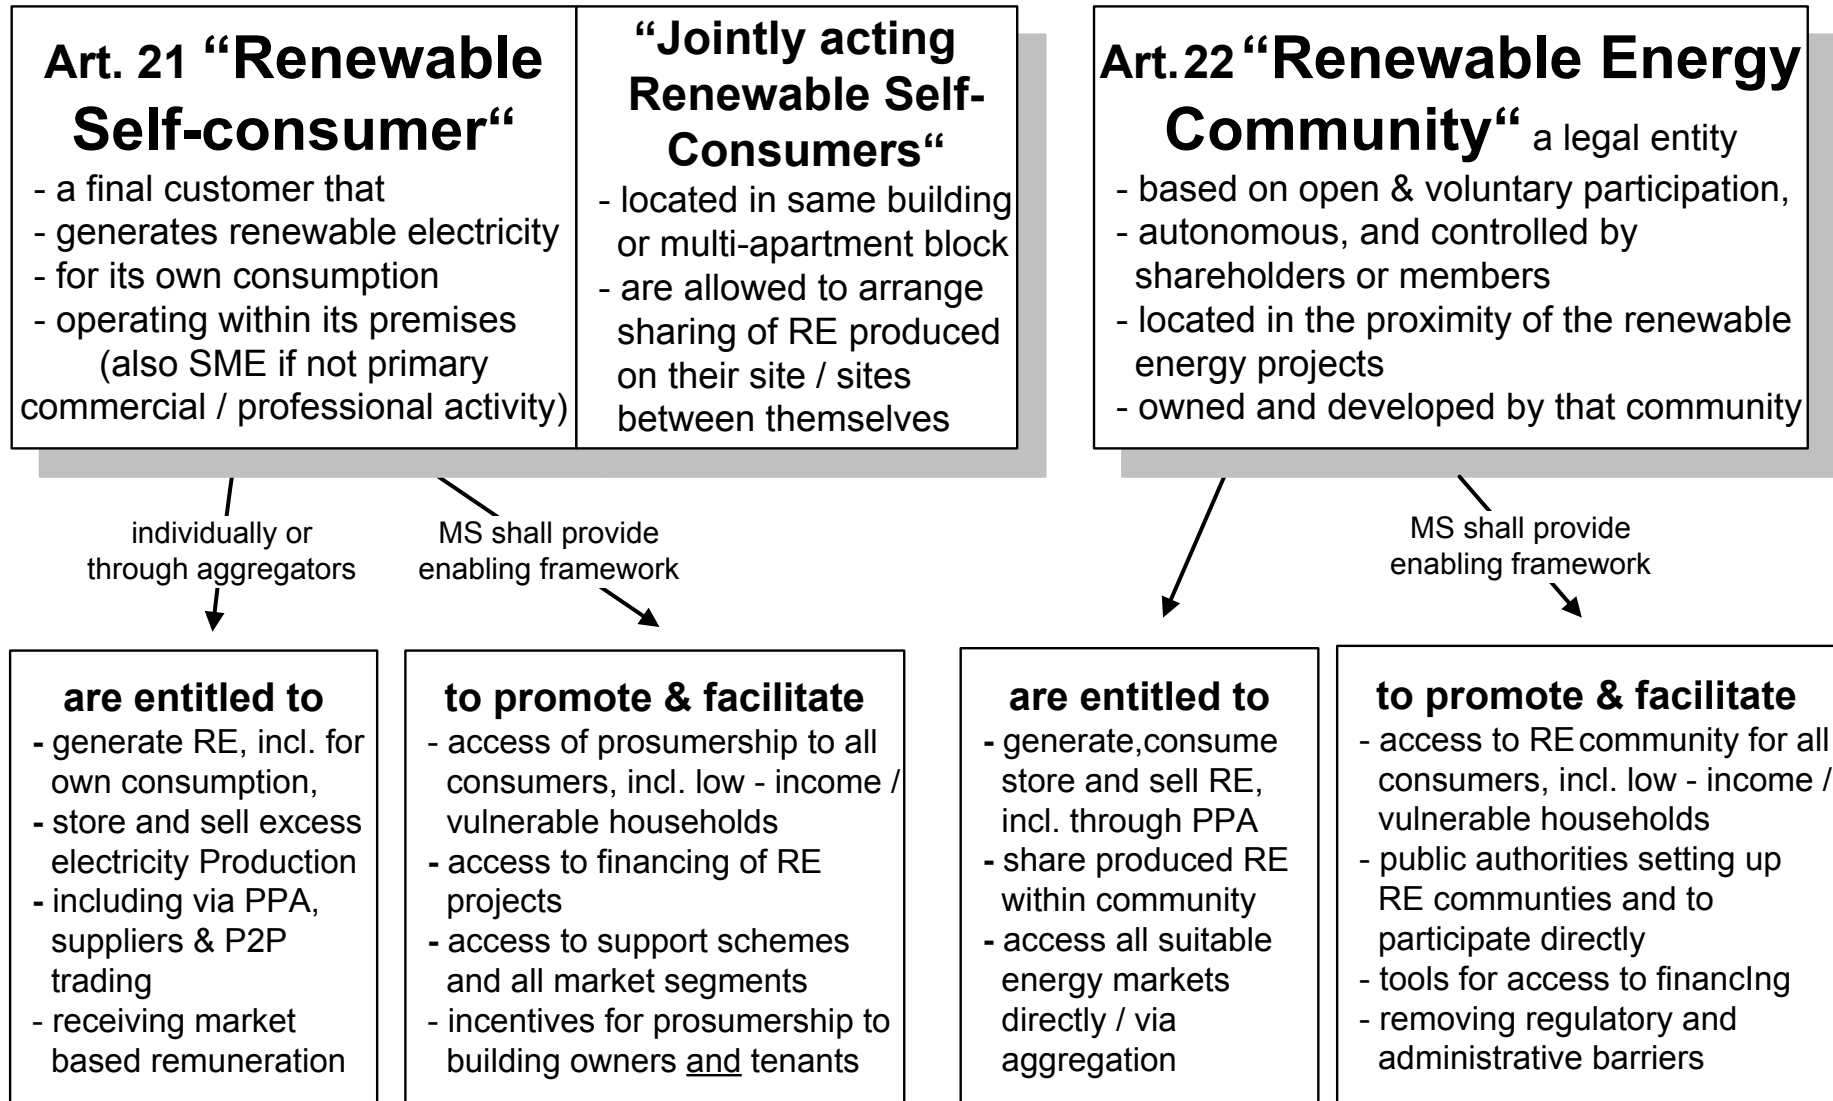 Art. 21 “Renewable
Self-consumer“
- a final customer that
- generates renewable electricity
- for its own consumption
- operating within its premises
(also SME if not primary
commercial / professional activity)
“Jointly acting
Renewable Self-
Consumers“
- located in same building
or multi-apartment block
- are allowed to arrange
sharing of RE produced
on their site / sites
between themselves
Art. 22 “Renewable Energy
Community“ a legal entity
- based on open & voluntary participation,
- autonomous, and controlled by
shareholders or members
- located in the proximity of the renewable
energy projects
- owned and developed by that community
individually or
through aggregators
MS shall provide
enabling framework
MS shall provide
enabling framework
are entitled to
- generate RE, incl. for
own consumption,
- store and sell excess
electricity Production
- including via PPA,
suppliers & P2P
trading
- receiving market
based remuneration
to promote & facilitate
- access of prosumership to all
consumers, incl. low - income /
vulnerable households
- access to financing of RE
projects
- access to support schemes
and all market segments
- incentives for prosumership to
building owners and tenants
are entitled to
- generate,consume
store and sell RE,
incl. through PPA
- share produced RE
within community
- access all suitable
energy markets
directly / via
aggregation
to promote & facilitate
- access to RE community for all
consumers, incl. low - income /
vulnerable households
- public authorities setting up
RE communties and to
participate directly
- tools for access to financIng
- removing regulatory and
administrative barriers